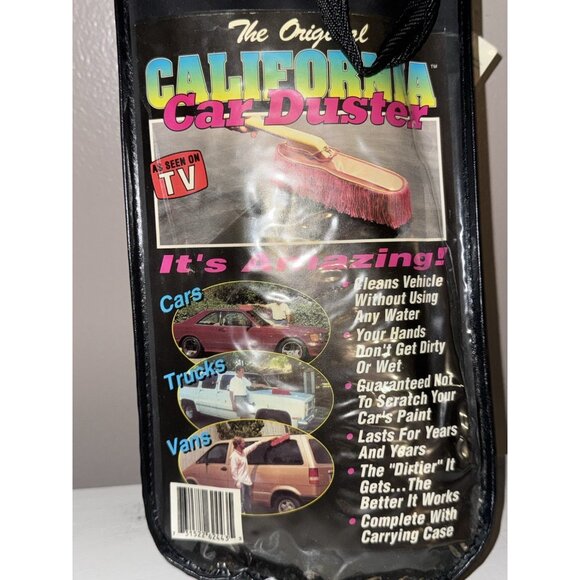 The Original
CALIFORNIA
Car Duster
AS SEEN ON
TV
It's Amazing!
Cars
Trucks
Vans
• Cleans Vehicle
Without Using
Any Water
• Your Hands
Don't Get Dirty
Or Wet
• Guaranteed Not
To Scratch Your
Car's Paint
• Lasts For Years
And Years
• The "Dirtier" It
Gets...The
Better It Works
• Complete With
Carrying Case